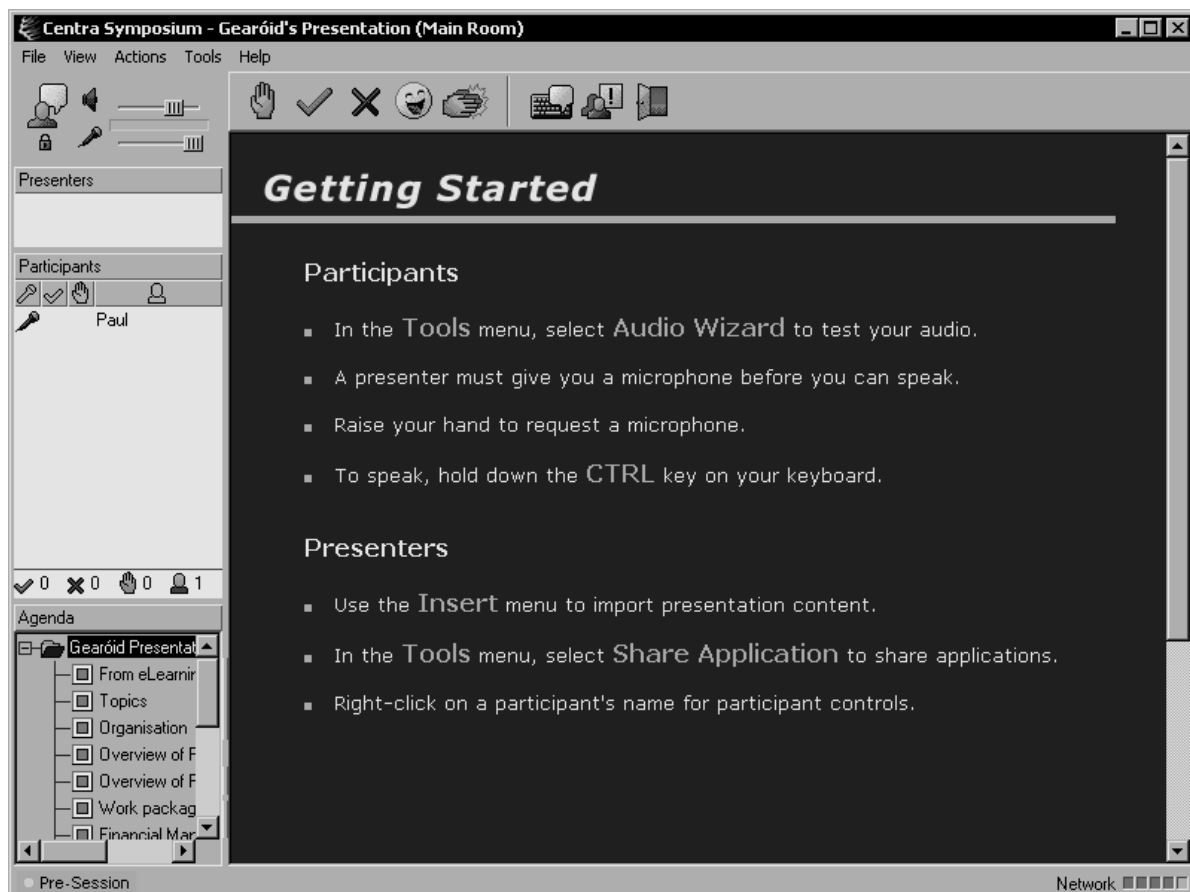 Centra Symposium - Gearóid's Presentation (Main Room)
File View Actions Tools Help
Presenters
Participants
Paul
0 0 0 1
Agenda
Gearóid Presentat
From eLearnin
Topics
Organisation
Overview of F
Overview of F
Work packag
Financial Mar
Getting Started
Participants
In the Tools menu, select Audio Wizard to test your audio.
A presenter must give you a microphone before you can speak.
Raise your hand to request a microphone.
To speak, hold down the CTRL key on your keyboard.
Presenters
Use the Insert menu to import presentation content.
In the Tools menu, select Share Application to share applications.
Right-click on a participant's name for participant controls.
Pre-Session
Network